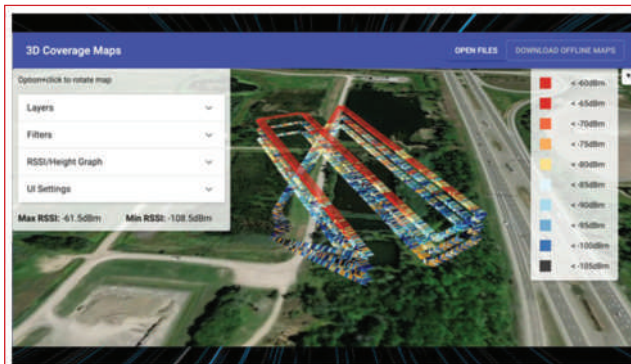 3D Coverage Maps
OPEN FILES
DOWNLOAD OFFLINE MAPS
Option+click to rotate map
Layers
Filters
RSSI/Height Graph
UI Settings
Max RSSI: -61.5dBm Min RSSI: -108.5dBm
< -60dBm
< -65dBm
< -70dBm
< -75dBm
< -80dBm
< -85dBm
< -90dBm
< -95dBm
< -100dBm
< -105dBm